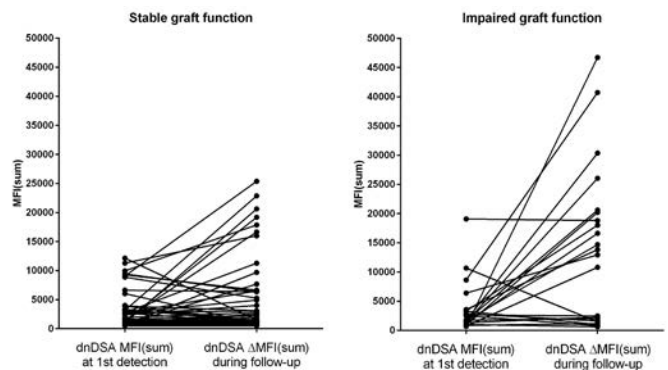 Stable graft function
50000
45000
40000
35000
30000
25000
20000
15000
10000
5000
0
MFI(sum)
dnDSA MFI(sum)
at 1st detection
dnDSA ΔMFI(sum)
during follow-up
Impaired graft function
50000
45000
40000
35000
30000
25000
20000
15000
10000
5000
0
MFI(sum)
dnDSA MFI(sum)
at 1st detection
dnDSA ΔMFI(sum)
during follow-up